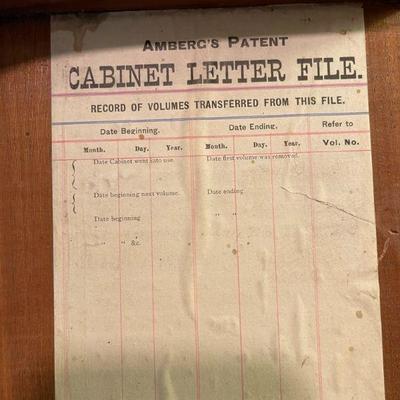 AMBERG'S PATENT
CABINET LETTER FILE.
RECORD OF VOLUMES TRANSFERRED FROM THIS FILE.
Date Beginning. Date Ending. Refer to
Month. Day. Year. Month. Day. Year. Vol. No.
Date Cabinet went into use. Date first volume was removed.
Date beginning next volume. Date ending
Date beginning " "
" " &c.